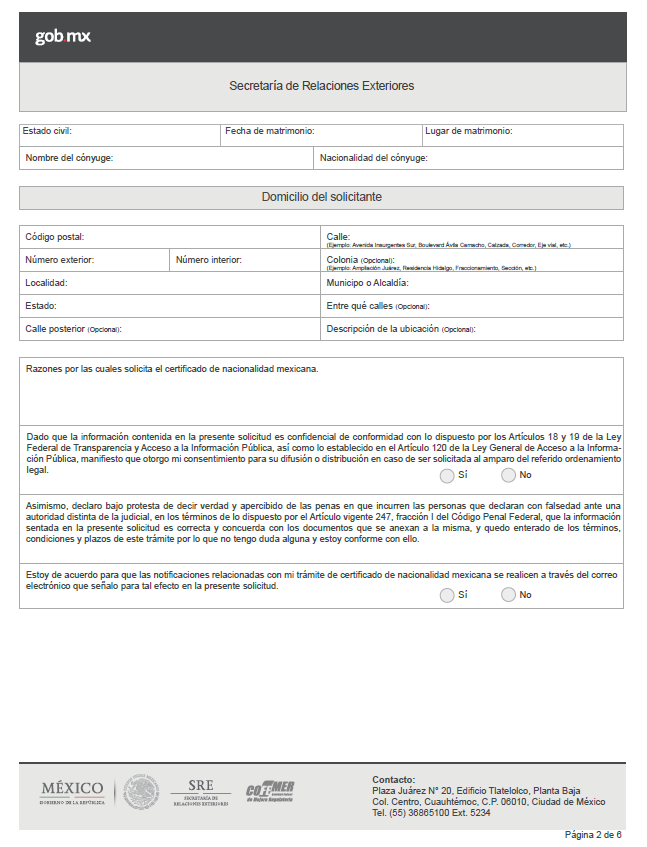 gob.mx
Secretaría de Relaciones Exteriores
Estado civil:
Fecha de matrimonio:
Lugar de matrimonio:
Nombre del cónyuge:
Nacionalidad del cónyuge:
Domicilio del solicitante
Código postal:
Calle:
(Ejemplo: Avenida Insurgentes Sur, Boulevard Ávila Camacho, Calzada, Corredor, Eje vial, etc.)
Número exterior:
Número interior:
Colonia (Opcional):
(Ejemplo: Ampliación Juárez, Residencia Hidalgo, Fraccionamiento, Sección, etc.)
Localidad:
Municipo o Alcaldía:
Estado:
Entre qué calles (Opcional):
Calle posterior (Opcional):
Descripción de la ubicación (Opcional):
Razones por las cuales solicita el certificado de nacionalidad mexicana.
Dado que la información contenida en la presente solicitud es confidencial de conformidad con lo dispuesto por los Artículos 18 y 19 de la Ley
Federal de Transparencia y Acceso a la Información Pública, así como lo establecido en el Artículo 120 de la Ley General de Acceso a la Informa-
ción Pública, manifiesto que otorgo mi consentimiento para su difusión o distribución en caso de ser solicitada al amparo del referido ordenamiento
legal.
Sí No
Asimismo, declaro bajo protesta de decir verdad y apercibido de las penas en que incurren las personas que declaran con falsedad ante una
autoridad distinta de la judicial, en los términos de lo dispuesto por el Artículo vigente 247, fracción I del Código Penal Federal, que la información
sentada en la presente solicitud es correcta y concuerda con los documentos que se anexan a la misma, y quedo enterado de los términos,
condiciones y plazos de este trámite por lo que no tengo duda alguna y estoy conforme con ello.
Estoy de acuerdo para que las notificaciones relacionadas con mi trámite de certificado de nacionalidad mexicana se realicen a través del correo
electrónico que señalo para tal efecto en la presente solicitud.
Sí No
MÉXICO
GOBIERNO DE LA REPÚBLICA
SRE
SECRETARÍA DE
RELACIONES EXTERIORES
COFEMER
de Mejora Regulatoria
Contacto:
Plaza Juárez N° 20, Edificio Tlatelolco, Planta Baja
Col. Centro, Cuauhtémoc, C.P. 06010, Ciudad de México
Tel. (55) 36865100 Ext. 5234
Página 2 de 6